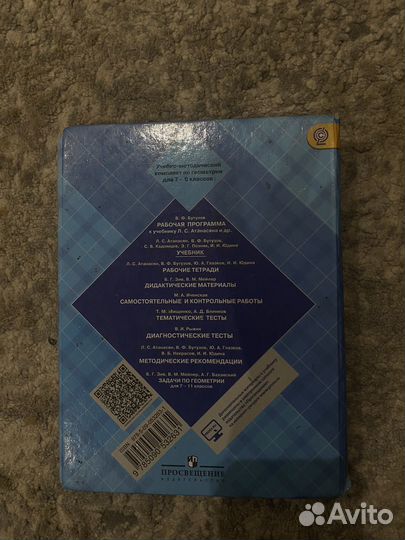 Учебно-методический
комплект по геометрии
для 7–9 классов
В. Ф. Бутузов
РАБОЧАЯ ПРОГРАММА
к учебнику Л. С. Атанасяна и др.
Л. С. Атанасян, В. Ф. Бутузов,
С. Б. Кадомцев, Э. Г. Позняк, И. И. Юдина
УЧЕБНИК
Л. С. Атанасян, В. Ф. Бутузов, Ю. А. Глазков, И. И. Юдина
РАБОЧИЕ ТЕТРАДИ
Б. Г. Зив, В. М. Мейлер
ДИДАКТИЧЕСКИЕ МАТЕРИАЛЫ
М. А. Иченская
САМОСТОЯТЕЛЬНЫЕ И КОНТРОЛЬНЫЕ РАБОТЫ
Т. М. Мищенко, А. Д. Блинков
ТЕМАТИЧЕСКИЕ ТЕСТЫ
В. И. Рыжик
ДИАГНОСТИЧЕСКИЕ ТЕСТЫ
Л. С. Атанасян, В. Ф. Бутузов, Ю. А. Глазков,
В. Б. Некрасов, И. И. Юдина
МЕТОДИЧЕСКИЕ РЕКОМЕНДАЦИИ
Б. Г. Зив, В. М. Мейлер, А. Г. Баханский
ЗАДАЧИ ПО ГЕОМЕТРИИ
для 7–11 классов
ПРОСВЕЩЕНИЕ
ИЗДАТЕЛЬСТВО
Avito